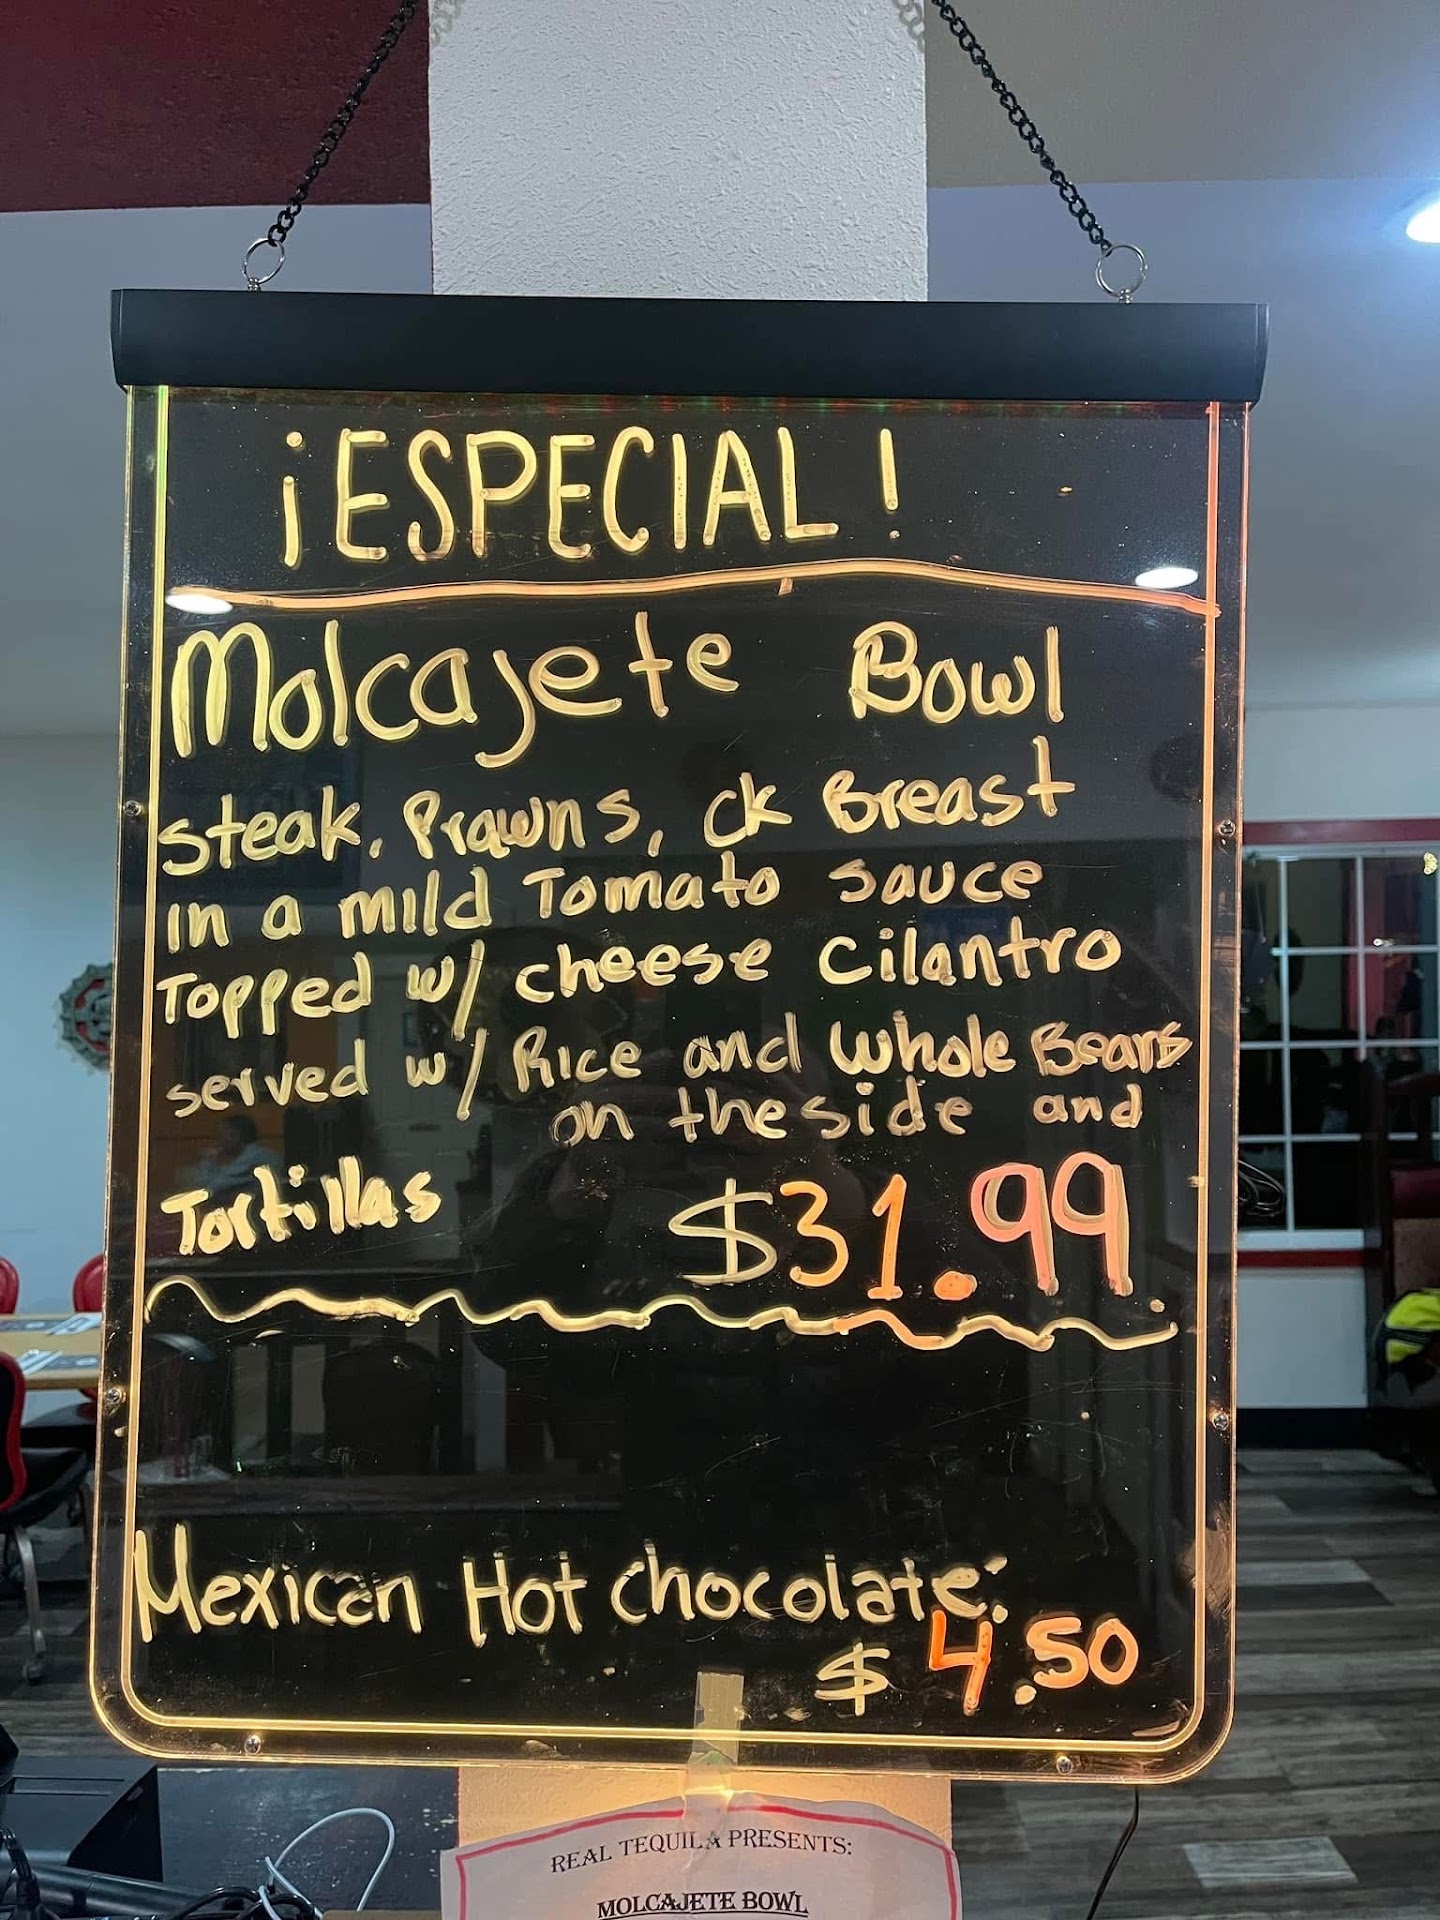 ¡ESPECIAL!
Molcajete Bowl
steak, Prawns, ck Breast
in a mild Tomato sauce
Topped w/ cheese cilantro
served w/ Rice and whole Beans
on the side and
Tortillas $31.99.
Mexican Hot chocolate:
$4.50
REAL TEQUILA PRESENTS:
MOLCAJETE BOWL